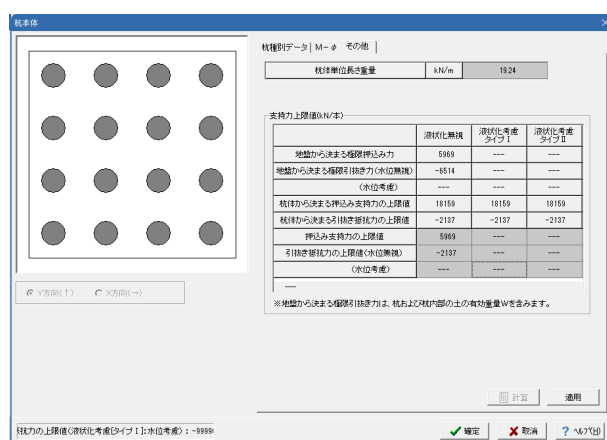 杭本体
杭種別データ M-φ その他
杭体単位長さ重量 kN/m 19.24
支持力上限値(kN/本)
液状化無視 液状化考慮タイプⅠ 液状化考慮タイプⅡ
地盤から決まる極限押込み力 5969 --- ---
地盤から決まる極限引抜き力(水位無視) -6514 --- ---
(水位考慮) --- --- ---
杭体から決まる押込み支持力の上限値 18159 18159 18159
杭体から決まる引抜き抵抗力の上限値 -2137 -2137 -2137
押込み支持力の上限値 5969 --- ---
引抜き抵抗力の上限値(水位無視) -2137 --- ---
(水位考慮) --- --- ---
Y方向(↑) X方向(→)
※地盤から決まる極限引抜き力は、杭および杭内部の土の有効重量Wを含みます。
計算 適用
抗力の上限値(液状化考慮[タイプⅠ]:水位考慮) : -9999
確定 取消 ? ヘルプ(H)